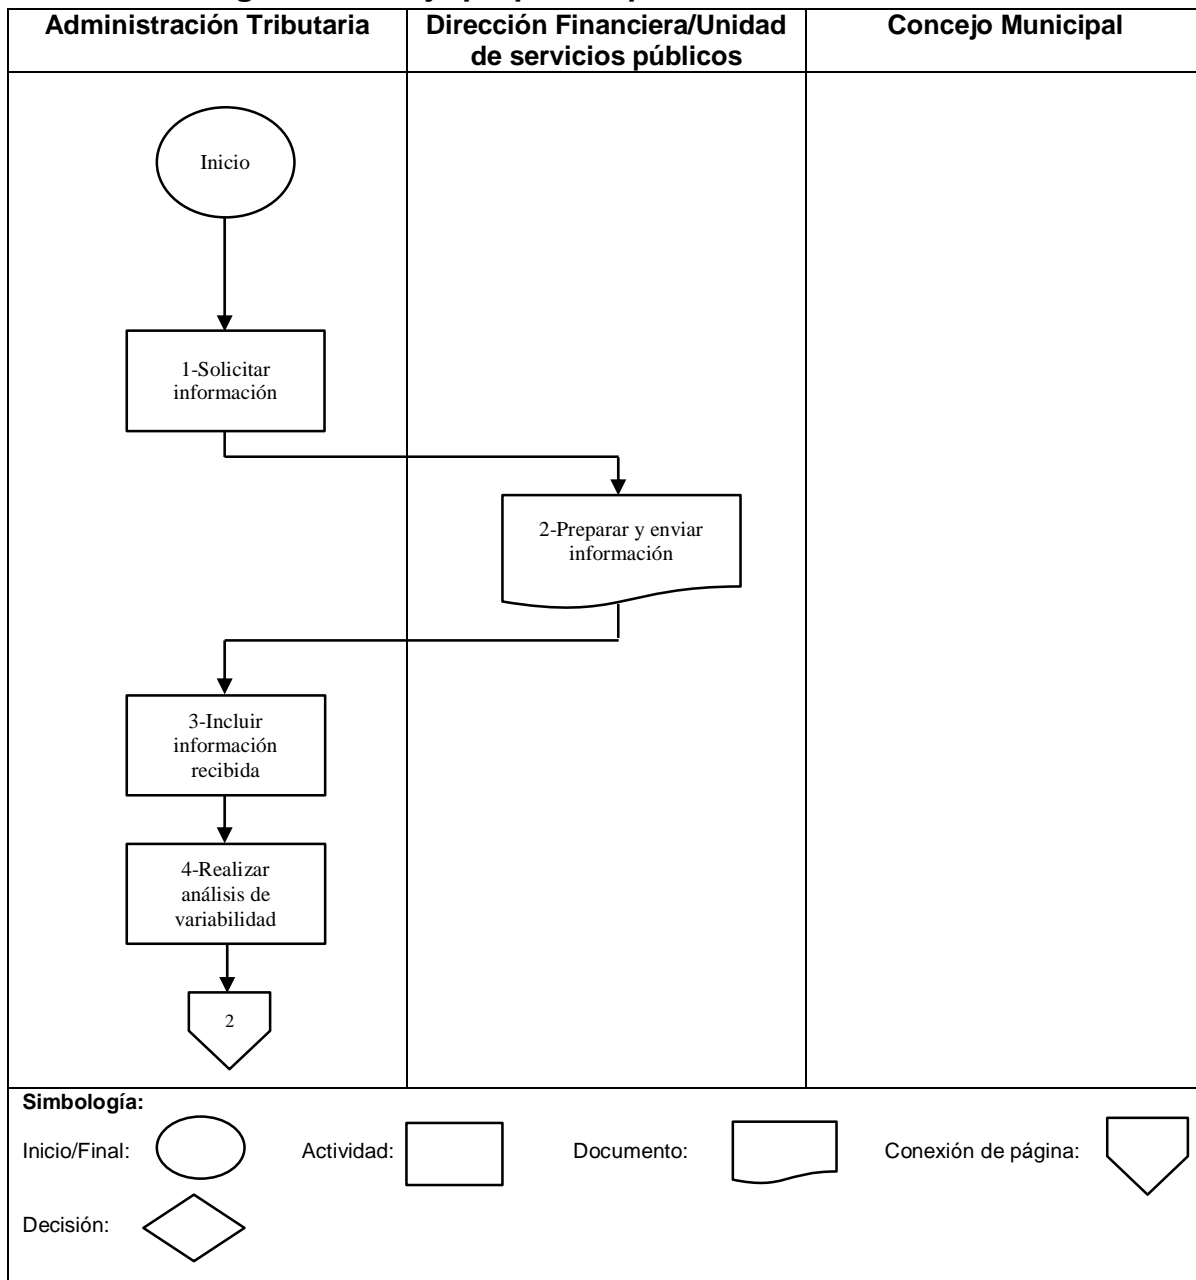 Administración Tributaria
Dirección Financiera/Unidad
de servicios públicos
Concejo Municipal
Inicio
1-Solicitar
información
2-Preparar y enviar
información
3-Incluir
información
recibida
4-Realizar
análisis de
variabilidad
2
Simbología:
Inicio/Final:
Actividad:
Documento:
Conexión de página:
Decisión: